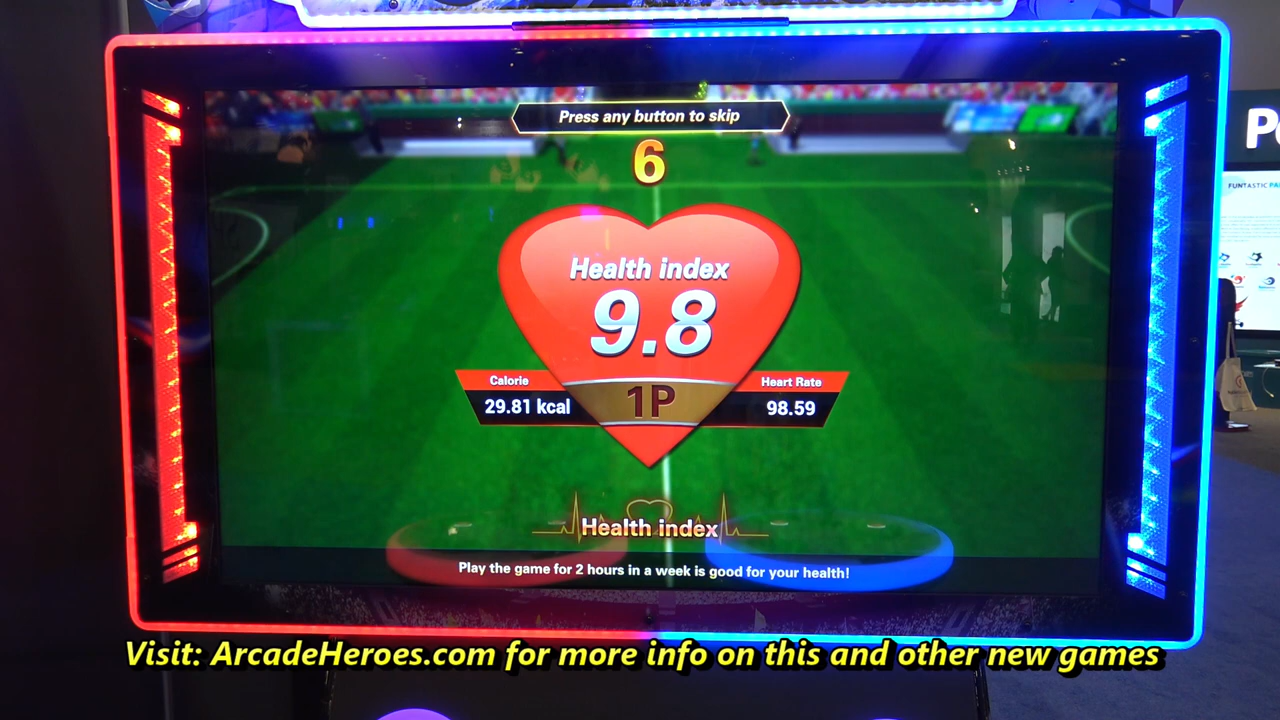 Press any button to skip
6
Health index
9.8
Calorie
29.81 kcal
1P
Heart Rate
98.59
Health index
Play the game for 2 hours in a week is good for your health!
FUNTASTIC
Visit: ArcadeHeroes.com for more info on this and other new games